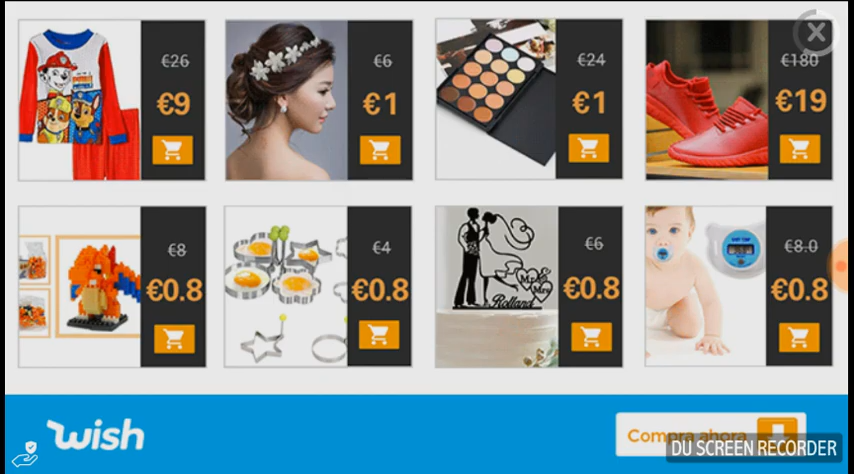 €26
€9
€6
€1
€24
€1
€180
€19
€8
€0.8
€4
€0.8
€6
€0.8
Mr
Mrs
Rolland
€8.0
€0.8
wish
Compra ahora
DU SCREEN RECORDER